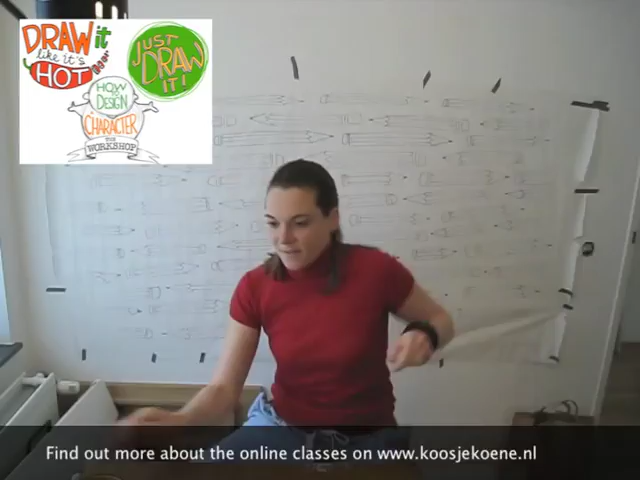 DRAW it
like it's
HOT
JUST
DRAW
IT!
HOW
to
DESIGN
a
CHARACTER
THE
WORKSHOP
Find out more about the online classes on www.koosjekoene.nl